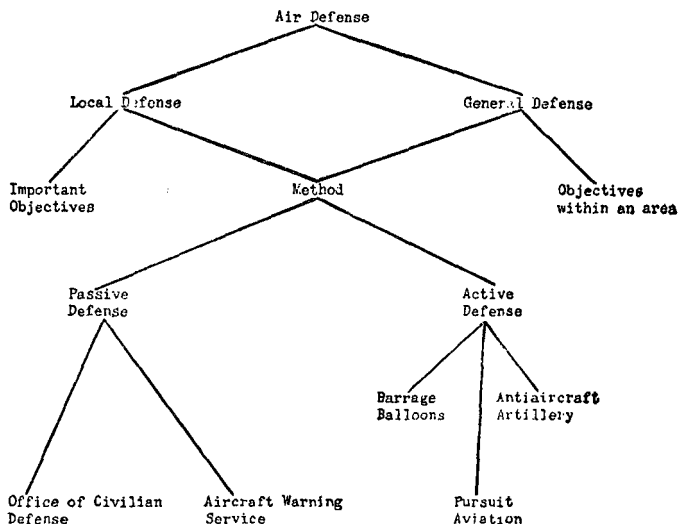 Air Defense
Local Defense
General Defense
Important
Objectives
Method
Objectives
within an area
Passive
Defense
Active
Defense
Barrage
Balloons
Antiaircraft
Artillery
Office of Civilian
Defense
Aircraft Warning
Service
Pursuit
Aviation